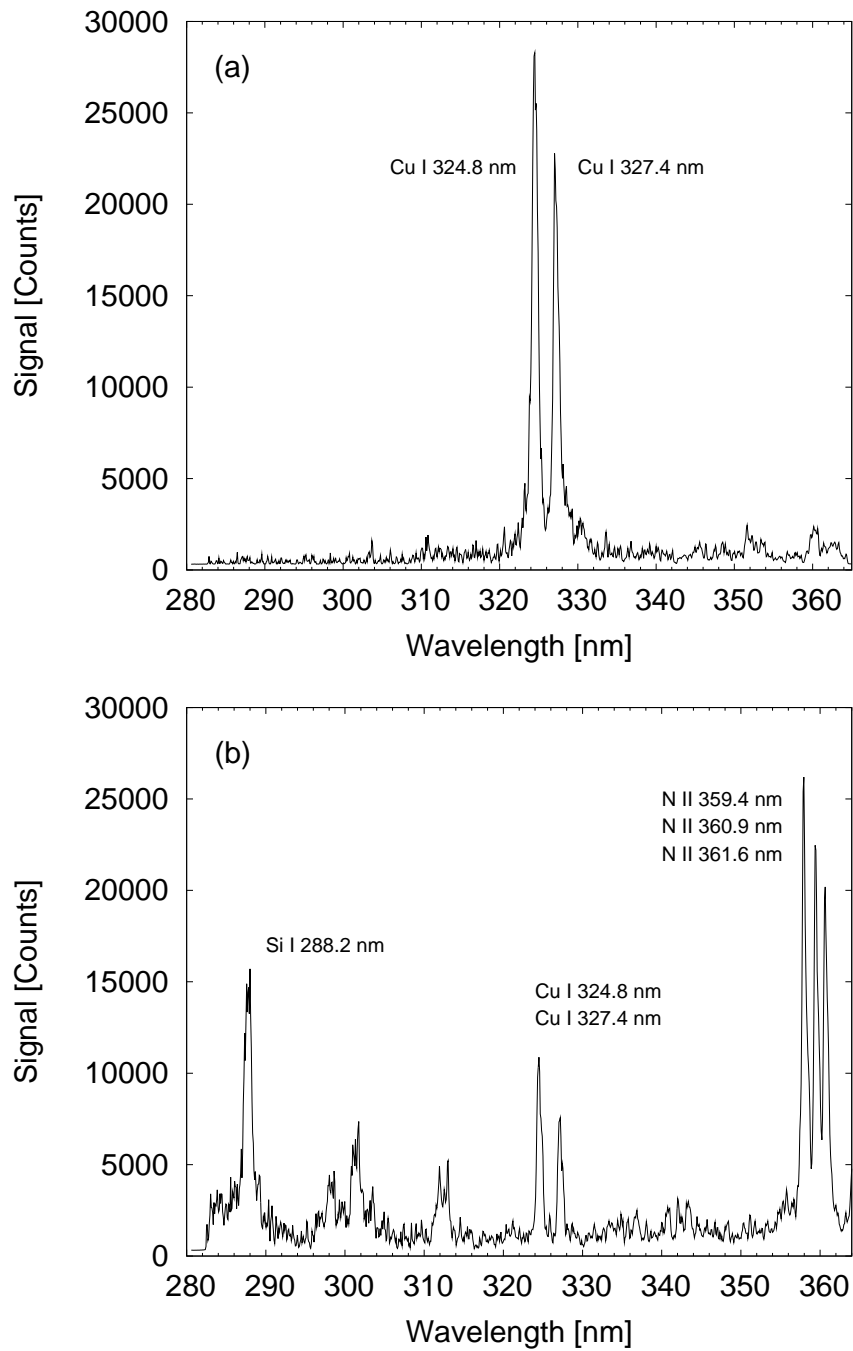 30000
(a)
25000
Cu I 324.8 nm
Cu I 327.4 nm
20000
15000
10000
5000
0
Signal [Counts]
280 290 300 310 320 330 340 350 360
Wavelength [nm]
30000
(b)
N II 359.4 nm
25000
N II 360.9 nm
N II 361.6 nm
20000
Si I 288.2 nm
15000
Cu I 324.8 nm
Cu I 327.4 nm
10000
5000
0
Signal [Counts]
280 290 300 310 320 330 340 350 360
Wavelength [nm]